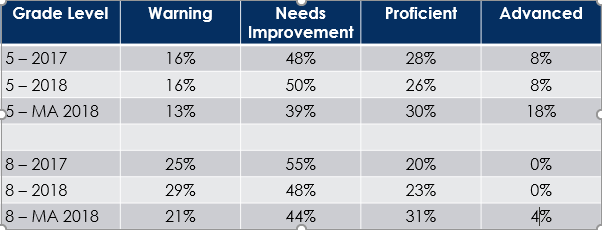 Grade Level Warning Needs Improvement Proficient Advanced
5 – 2017 16% 48% 28% 8%
5 – 2018 16% 50% 26% 8%
5 – MA 2018 13% 39% 30% 18%
8 – 2017 25% 55% 20% 0%
8 – 2018 29% 48% 23% 0%
8 – MA 2018 21% 44% 31% 4%